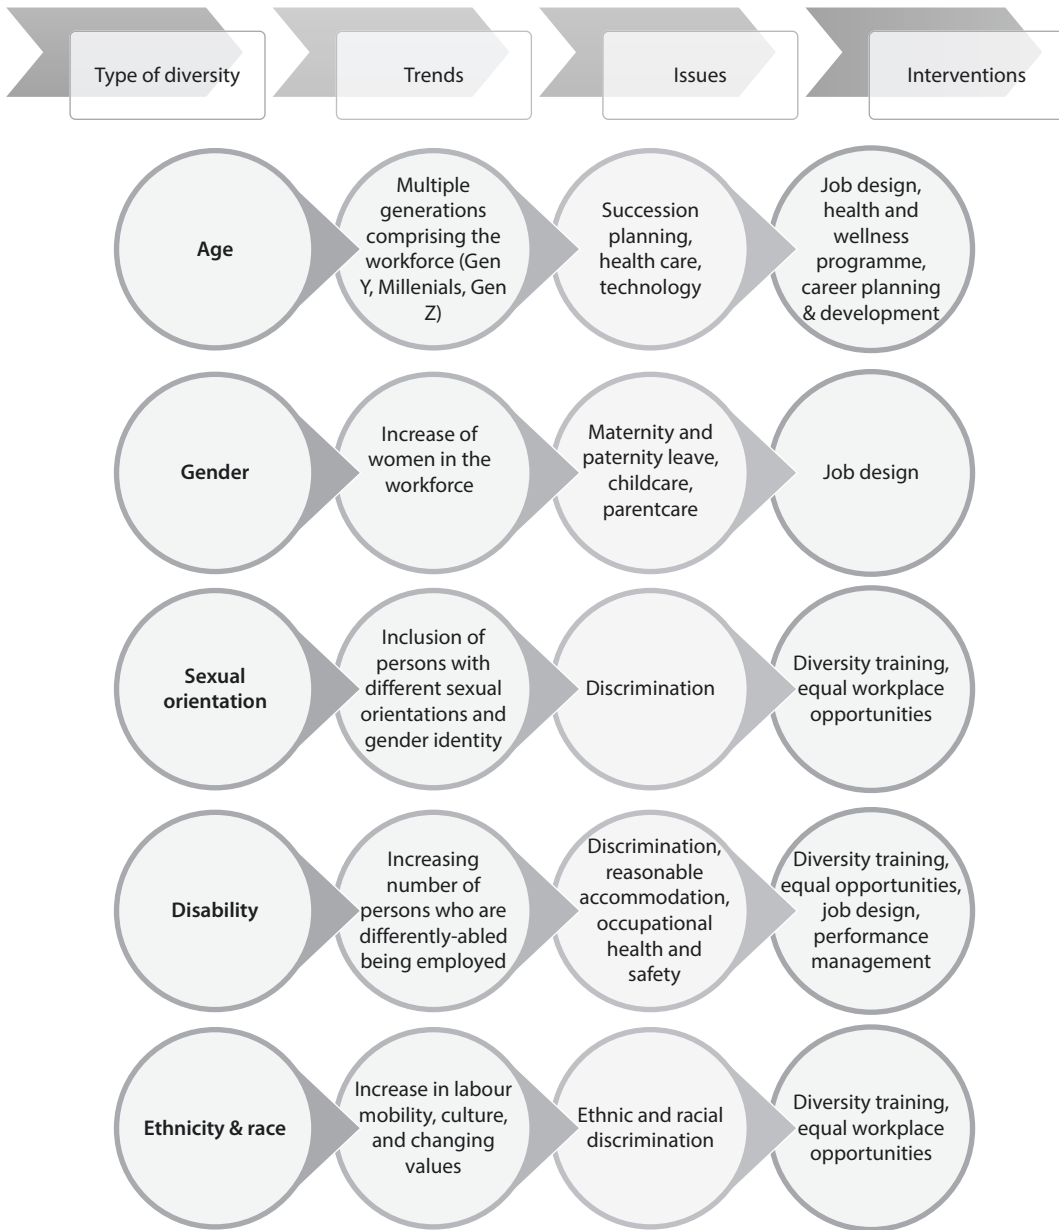 Type of diversity
Trends
Issues
Interventions
Age
Multiple
generations
comprising the
workforce (Gen
Y, Millenials, Gen
Z)
Succession
planning,
health care,
technology
Job design,
health and
wellness
programme,
career planning
& development
Gender
Increase of
women in the
workforce
Maternity and
paternity leave,
childcare,
parentcare
Job design
Sexual
orientation
Inclusion of
persons with
different sexual
orientations and
gender identity
Discrimination
Diversity training,
equal workplace
opportunities
Disability
Increasing
number of
persons who are
differently-abled
being employed
Discrimination,
reasonable
accommodation,
occupational
health and
safety
Diversity training,
equal opportunities,
job design,
performance
management
Ethnicity & race
Increase in labour
mobility, culture,
and changing
values
Ethnic and racial
discrimination
Diversity training,
equal workplace
opportunities